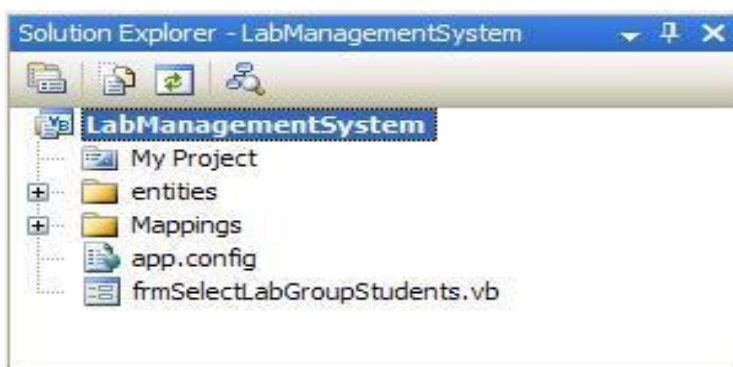 Solution Explorer - LabManagementSystem
LabManagementSystem
My Project
entities
Mappings
app.config
frmSelectLabGroupStudents.vb